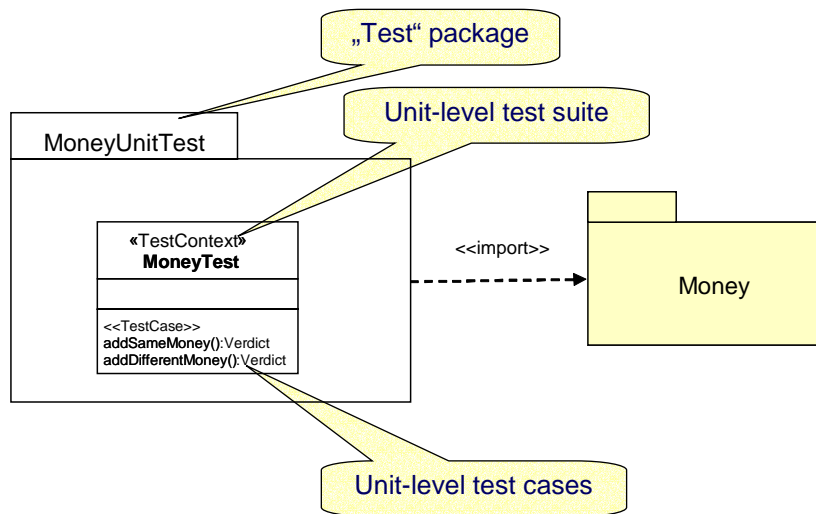 „Test“ package
Unit-level test suite
MoneyUnitTest
«TestContext»
MoneyTest
<<import>>
Money
<<TestCase>>
addSameMoney():Verdict
addDifferentMoney():Verdict
Unit-level test cases